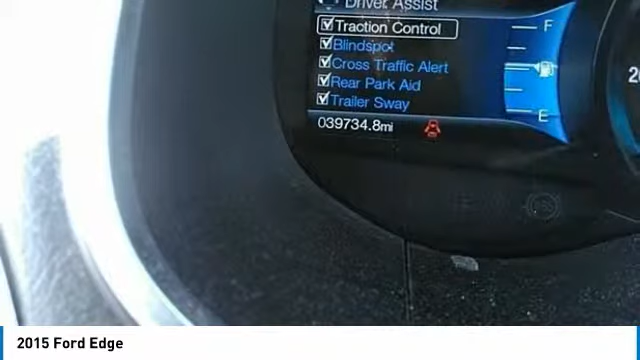 Driver Assist
Traction Control
F
Blindspot
Cross Traffic Alert
Rear Park Aid
Trailer Sway
E
039734.8mi
2015 Ford Edge